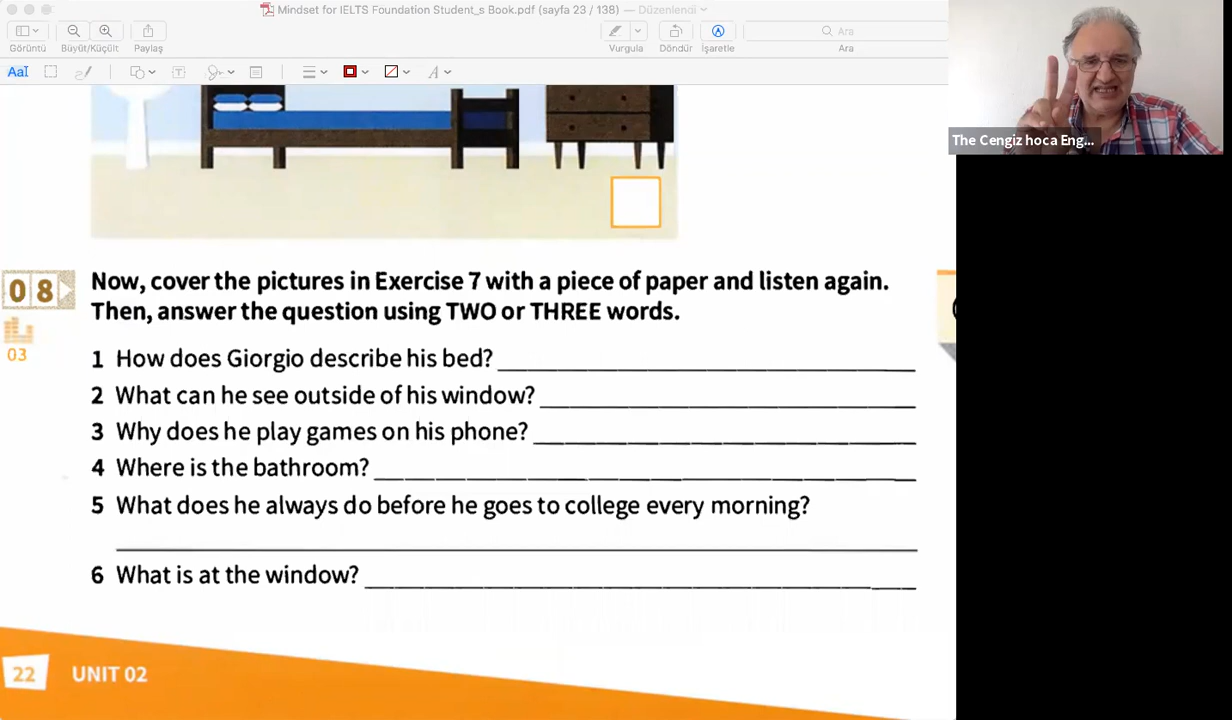 Mindset for IELTS Foundation Student_s Book.pdf (sayfa 23 / 138) — Düzenlendi
Görüntü
Büyüt/Küçült
Paylaş
Vurgula
Döndür
İşaretle
Ara
Ara
AaI
T
A
The Cengiz hoca Eng...
08
Now, cover the pictures in Exercise 7 with a piece of paper and listen again.
Then, answer the question using TWO or THREE words.
03
1 How does Giorgio describe his bed?
2 What can he see outside of his window?
3 Why does he play games on his phone?
4 Where is the bathroom?
5 What does he always do before he goes to college every morning?
6 What is at the window?
22 UNIT 02